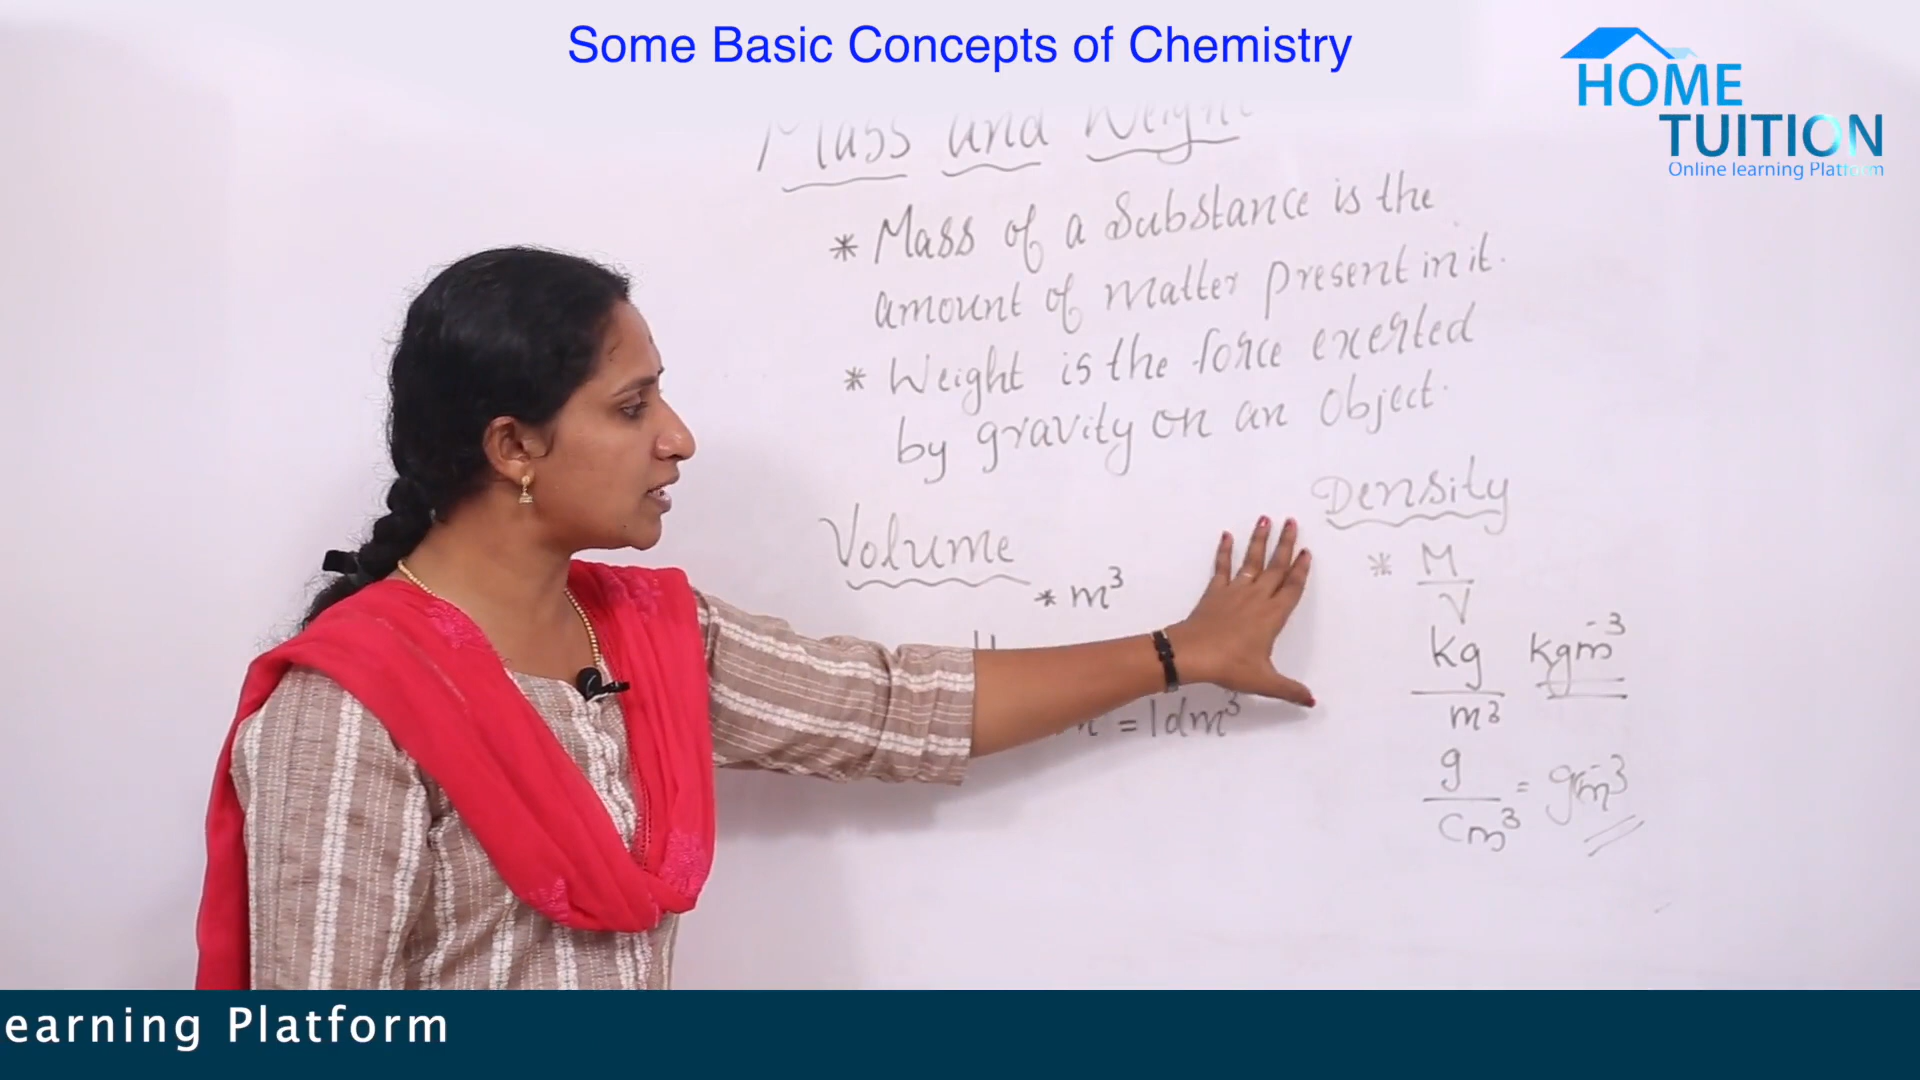 Some Basic Concepts of Chemistry
HOME
TUITION
Online learning Platform
Mass and Weight
* Mass of a Substance is the
amount of matter present in it.
* Weight is the force exerted
by gravity on an object.
Volume
* m³
= 1dm³
Density
* M
V
kg kgm⁻³
m³
g = gm⁻³
cm³
earning Platform